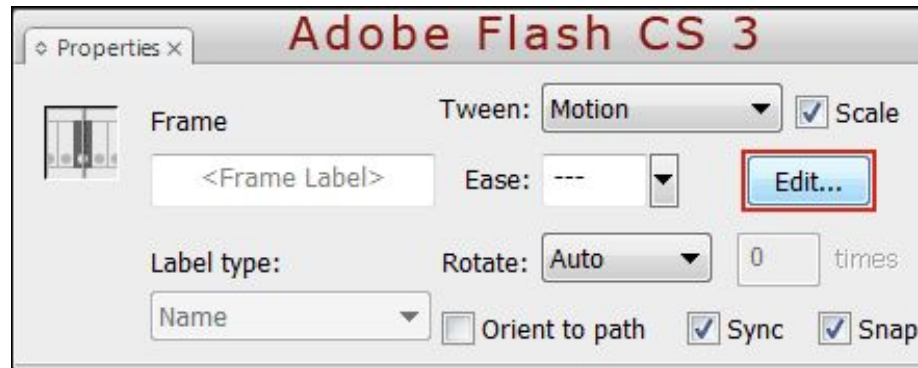 Adobe Flash CS 3
Properties
Frame Tween: Motion Scale
<Frame Label> Ease: --- Edit...
Label type: Rotate: Auto 0 times
Name Orient to path Sync Snap